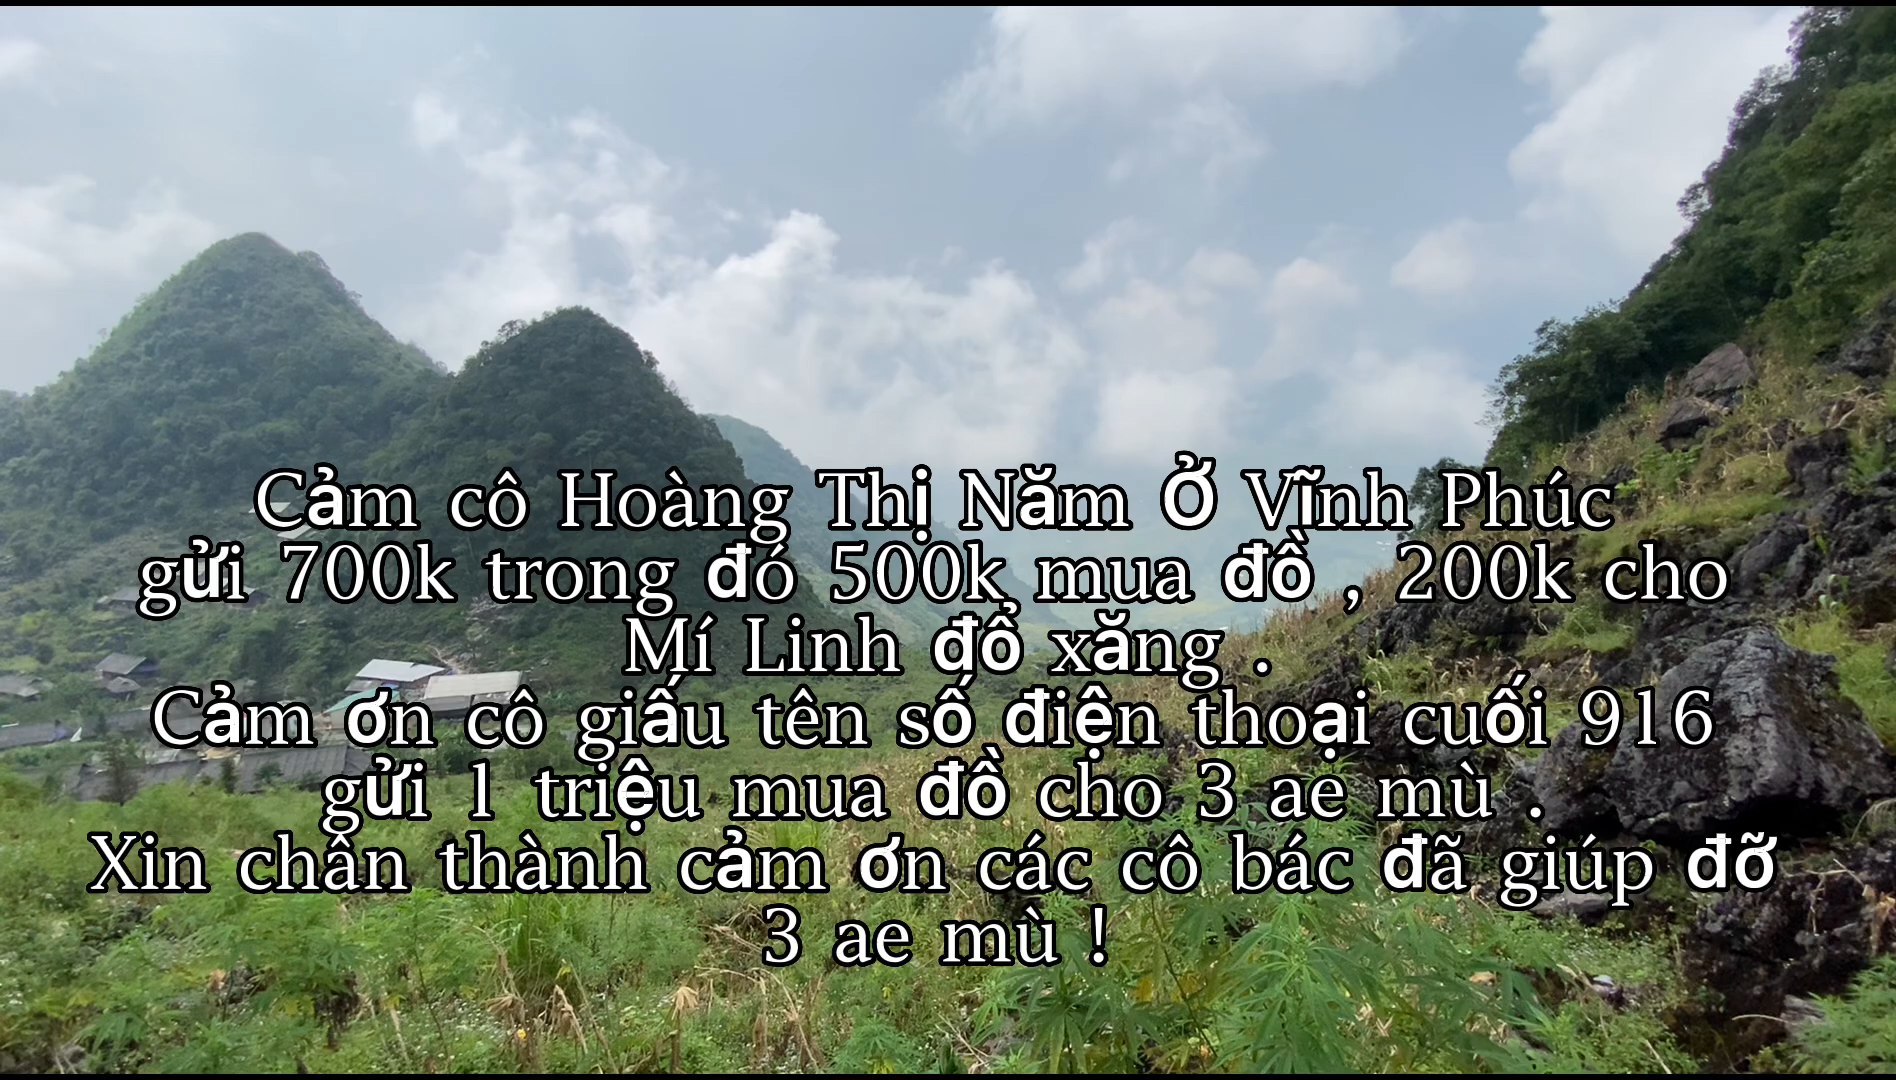 Cảm cô Hoàng Thị Năm Ở Vĩnh Phúc
gửi 700k trong đó 500k mua đồ , 200k cho
Mí Linh đổ xăng .
Cảm ơn cô giấu tên số điện thoại cuối 916
gửi 1 triệu mua đồ cho 3 ae mù .
Xin chân thành cảm ơn các cô bác đã giúp đỡ
3 ae mù !